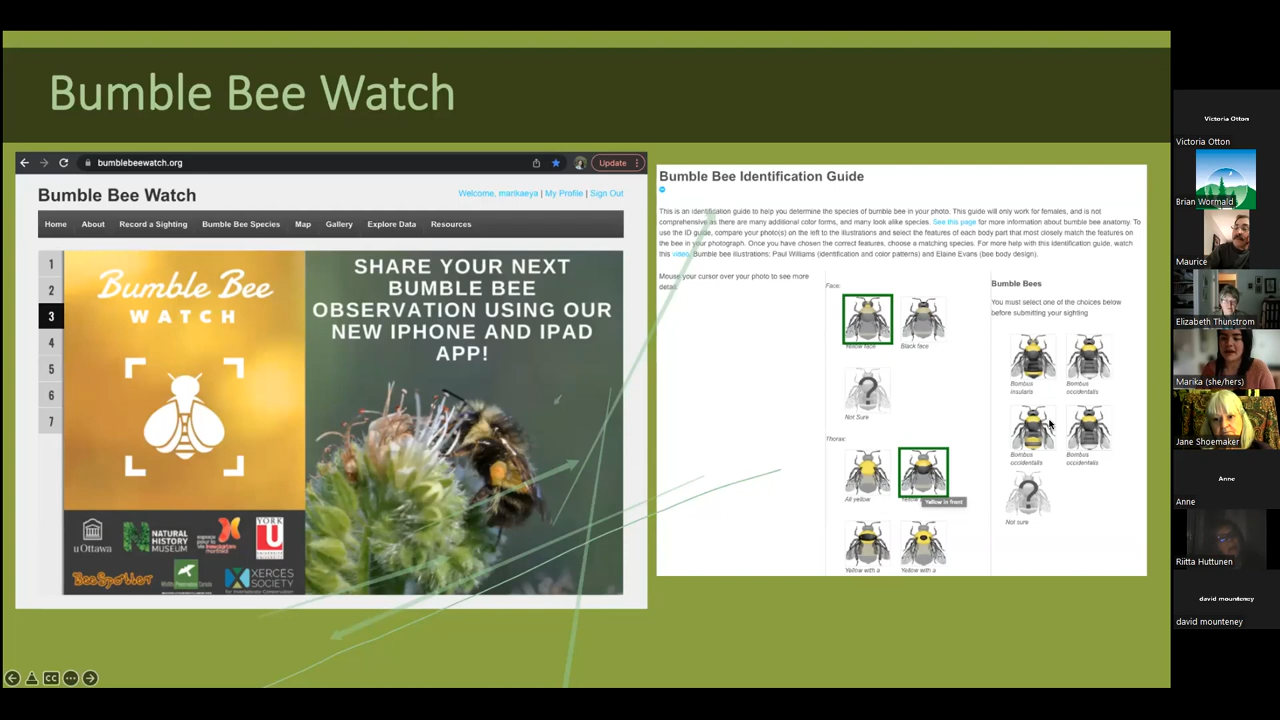 Bumble Bee Watch
bumblebeewatch.org
Update
Bumble Bee Watch
Welcome, marikaeya | My Profile | Sign Out
Home About Record a Sighting Bumble Bee Species Map Gallery Explore Data Resources
1
2
3
4
5
6
7
Bumble Bee
WATCH
SHARE YOUR NEXT
BUMBLE BEE
OBSERVATION USING OUR
NEW IPHONE AND IPAD
APP!
uOttawa
NATURAL
HISTORY
MUSEUM
YORK
U
BeeSpotter
XERCES
SOCIETY
Bumble Bee Identification Guide
This is an identification guide to help you determine the species of bumble bee in your photo. This guide will only work for females, and is not
comprehensive as there are many additional color forms, and many look alike species. See this page for more information about bumble bee anatomy. To
use the ID guide, compare your photo(s) on the left to the illustrations and select the features of each body part that most closely match the features on
the bee in your photograph. Once you have chosen the correct features, choose a matching species. For more help with this identification guide, watch
this video. Bumble bee illustrations: Paul Williams (identification and color patterns) and Elaine Evans (bee body design).
Mouse your cursor over your photo to see more
detail.
Face:
Yellow face
Black face
?
Not Sure
Thorax:
All yellow
Yellow in front
Yellow with a
Yellow with a
Bumble Bees
You must select one of the choices below
before submitting your sighting
Bombus
insularis
Bombus
occidentalis
Bombus
occidentalis
Bombus
occidentalis
?
Not sure
CC
Victoria Otton
Victoria Otton
Brian Wormald
Maurice
Elizabeth Thunstrom
Marika (she/hers)
Jane Shoemaker
Anne
Anne
Riitta Huttunen
david mounteney
david mounteney